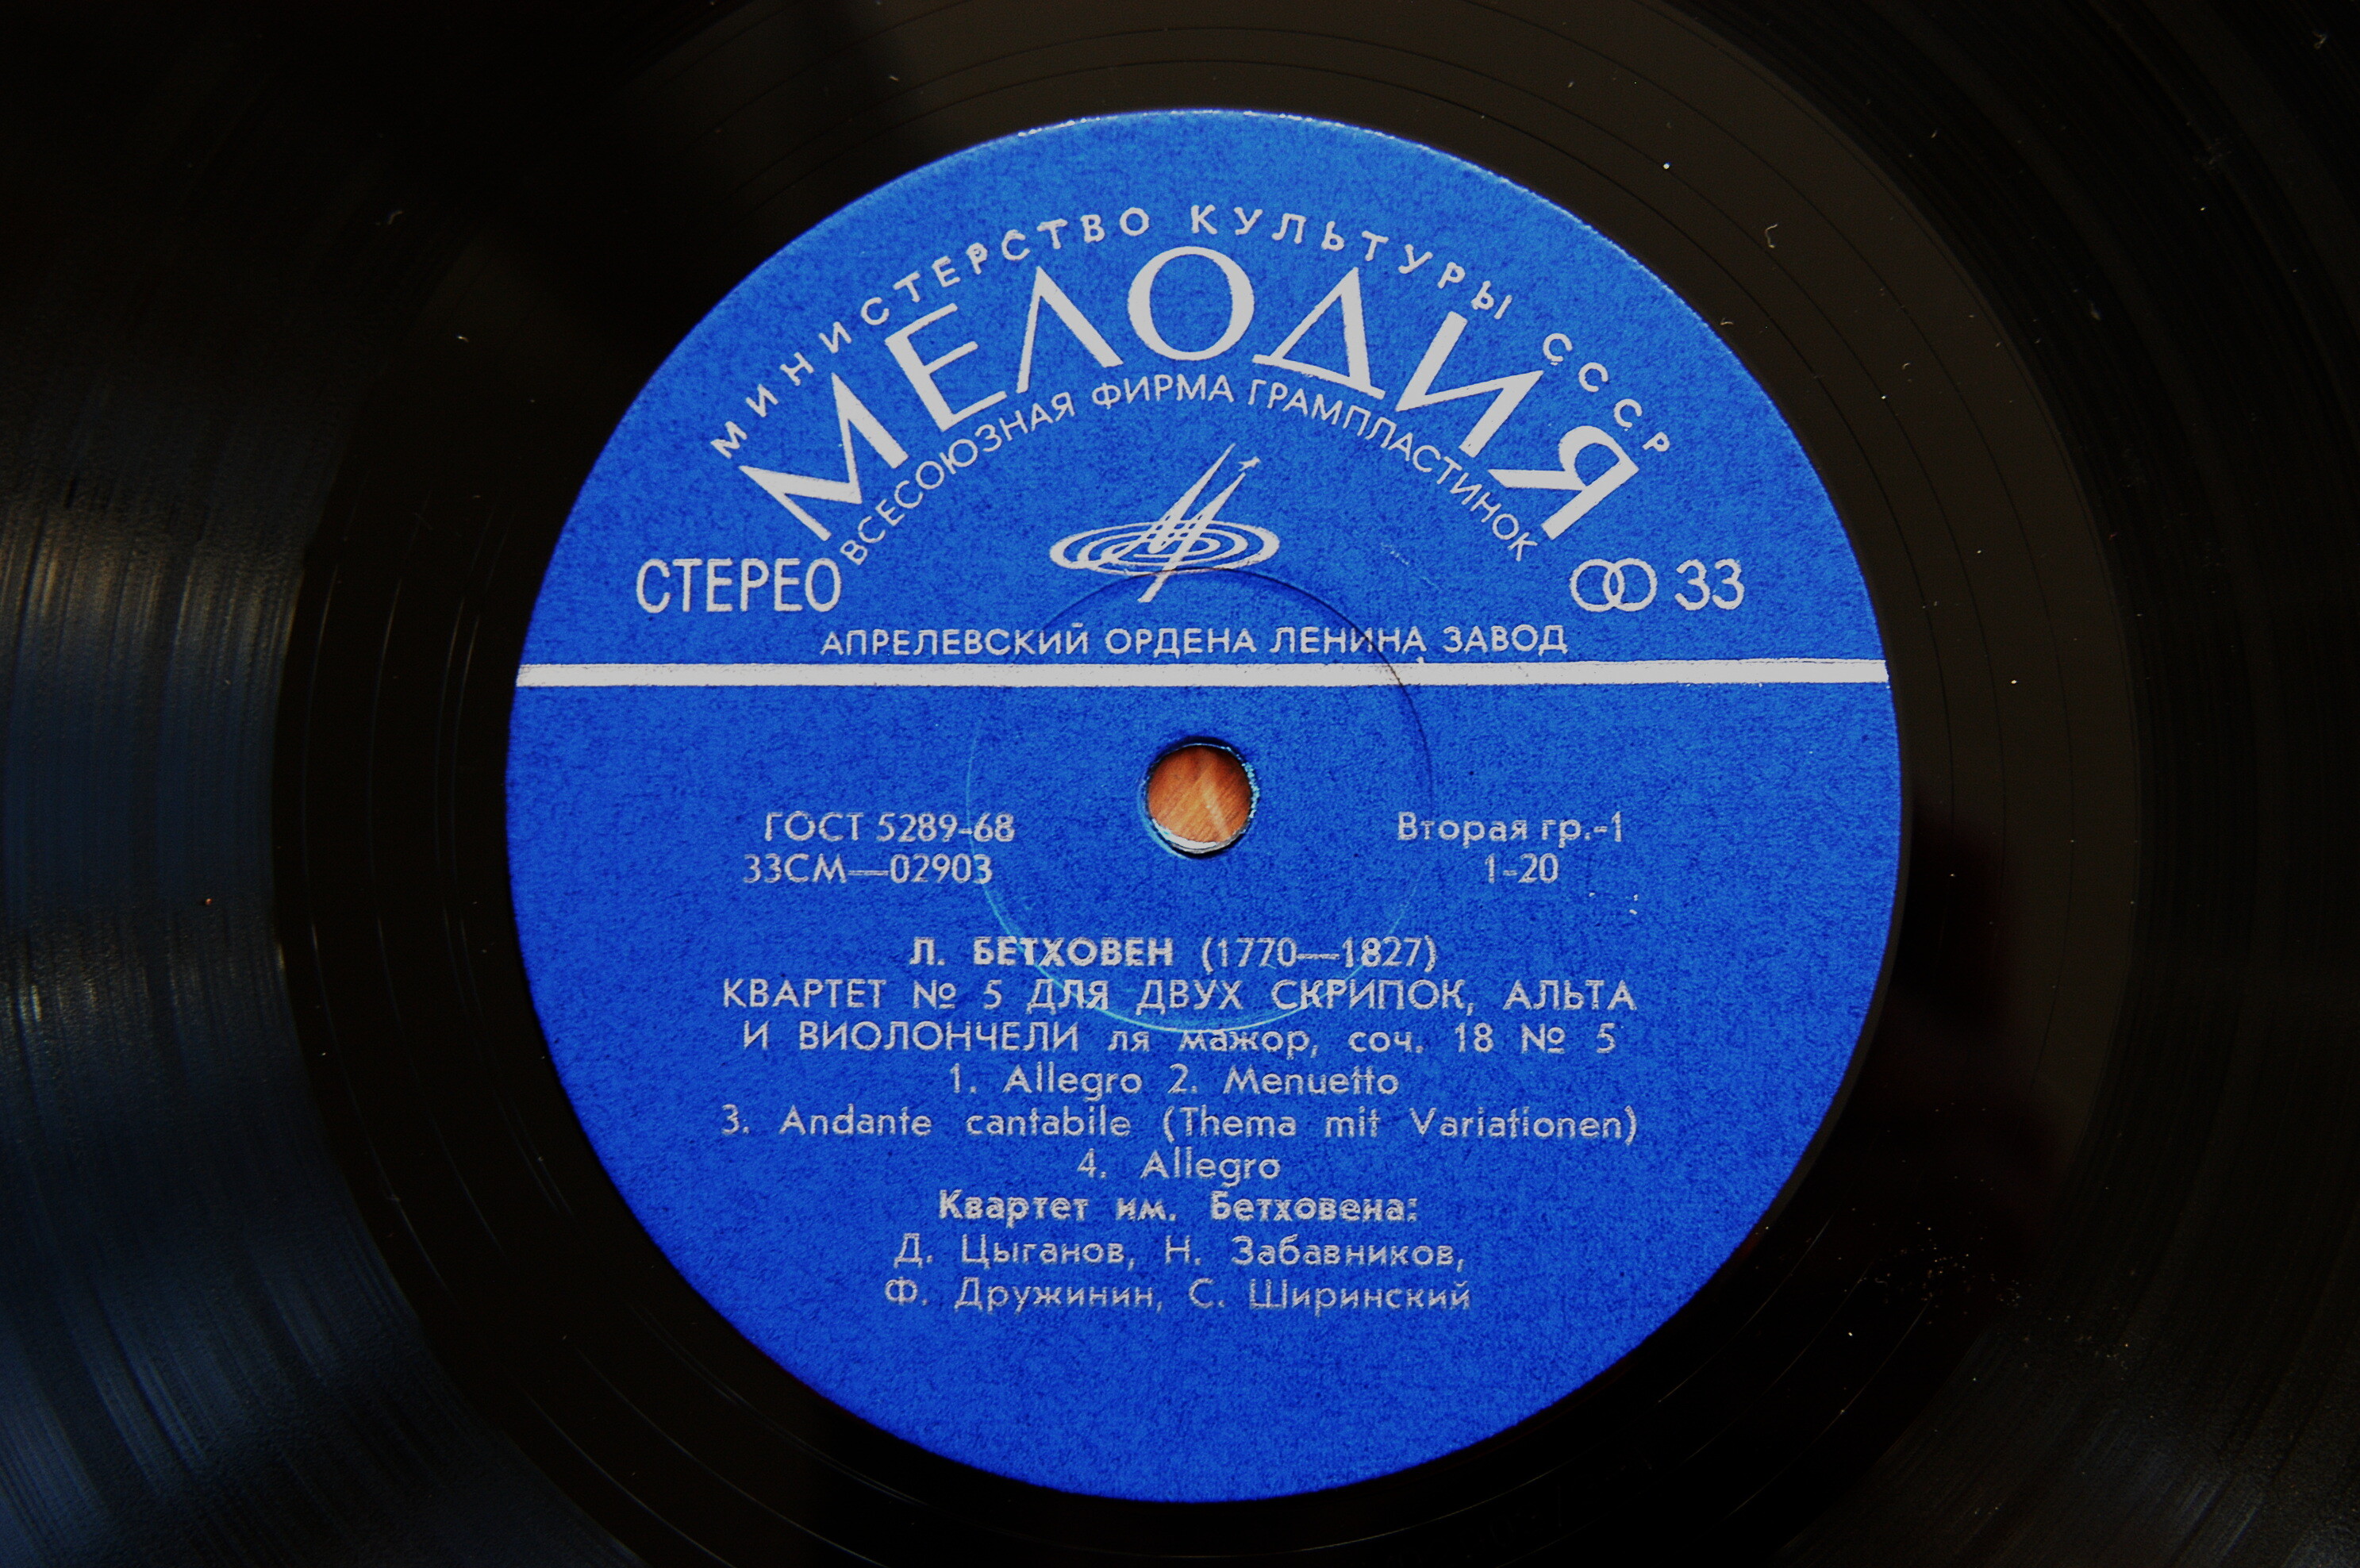 МИНИСТЕРСТВО КУЛЬТУРЫ СССР
МЕЛОДИЯ
ВСЕСОЮЗНАЯ ФИРМА ГРАМПЛАСТИНОК
СТЕРЕО
33
АПРЕЛЕВСКИЙ ОРДЕНА ЛЕНИНА ЗАВОД
ГОСТ 5289-68
33СМ—02903
Вторая гр.-1
1-20
Л. БЕТХОВЕН (1770—1827)
КВАРТЕТ № 5 ДЛЯ ДВУХ СКРИПОК, АЛЬТА
И ВИОЛОНЧЕЛИ ля мажор, соч. 18 № 5
1. Allegro 2. Menuetto
3. Andante cantabile (Thema mit Variationen)
4. Allegro
Квартет им. Бетховена:
Д. Цыганов, Н. Забавников,
Ф. Дружинин, С. Ширинский